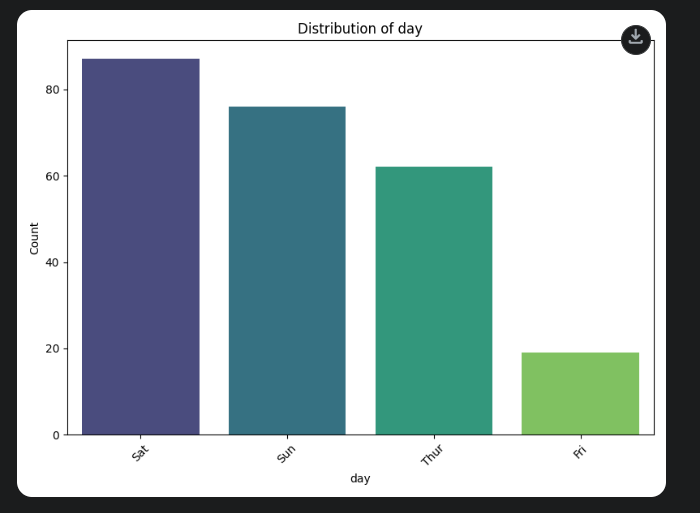 Distribution of day
80
60
40
20
0
Count
Sat
Sun
Thur
Fri
day